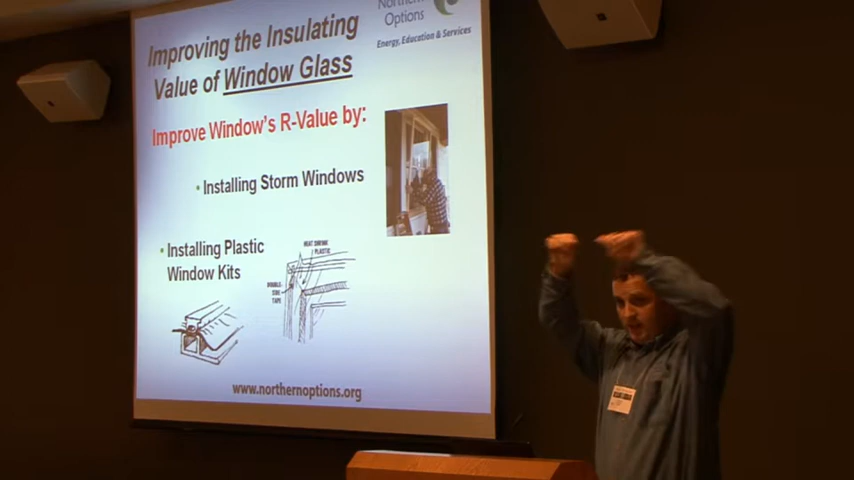 Improving the Insulating
Value of Window Glass
Northern
Options
Energy, Education & Services
Improve Window's R-Value by:
• Installing Storm Windows
• Installing Plastic
Window Kits
HEAT SHRINK
PLASTIC
DOUBLE-
SIDE
TAPE
www.northernoptions.org